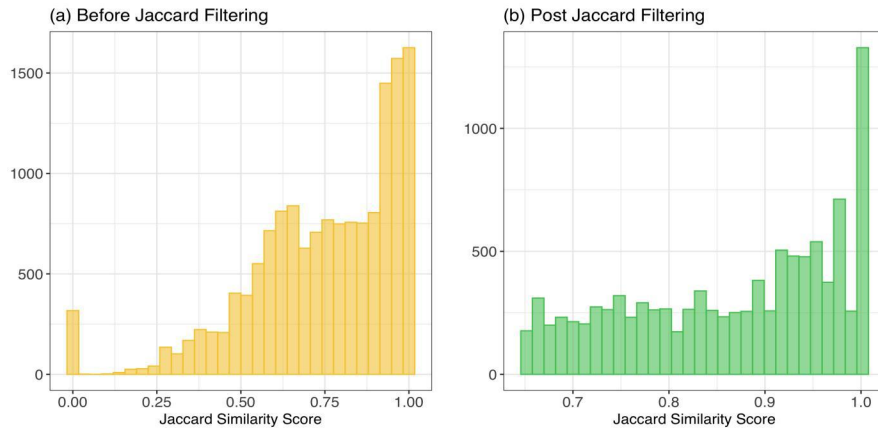 (a) Before Jaccard Filtering
1500
1000
500
0
0.00 0.25 0.50 0.75 1.00
Jaccard Similarity Score
(b) Post Jaccard Filtering
1000
500
0
0.7 0.8 0.9 1.0
Jaccard Similarity Score